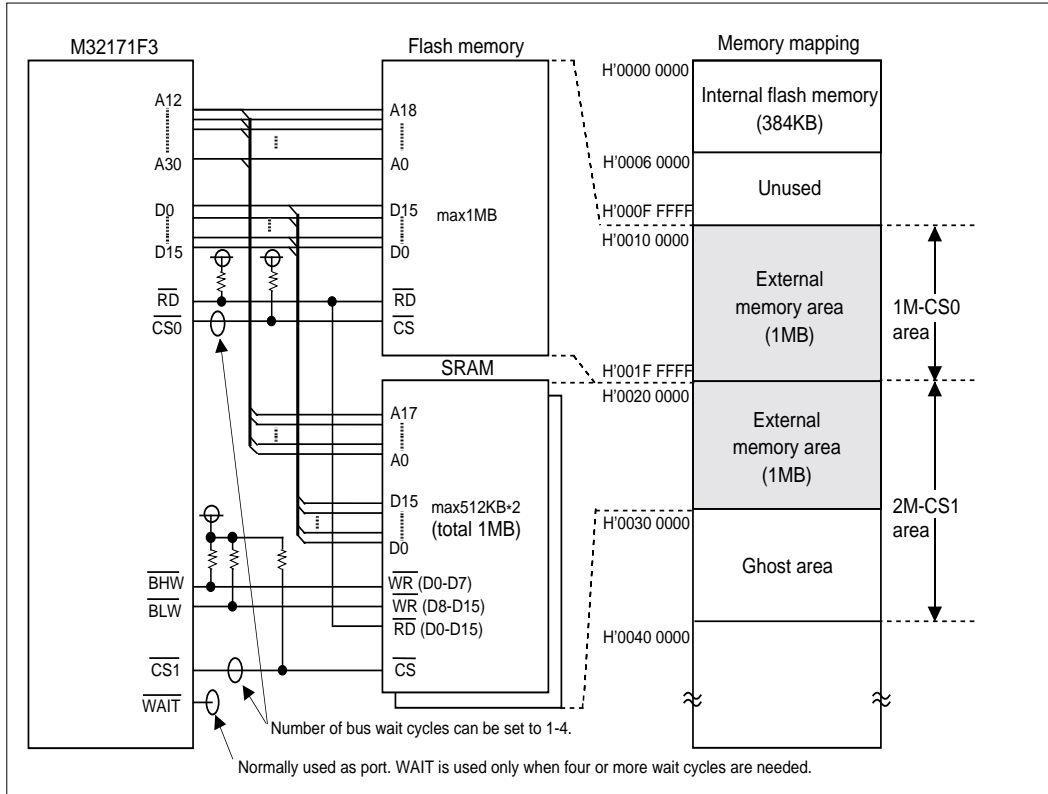 M32171F3
A12
A30
D0
D15
RD
CS0
BHW
BLW
CS1
WAIT
Flash memory
A18
A0
D15
D0
max1MB
RD
CS
SRAM
A17
A0
D15
D0
max512KB*2
(total 1MB)
WR (D0-D7)
WR (D8-D15)
RD (D0-D15)
CS
Number of bus wait cycles can be set to 1-4.
Normally used as port. WAIT is used only when four or more wait cycles are needed.
Memory mapping
H'0000 0000
Internal flash memory
(384KB)
H'0006 0000
Unused
H'000F FFFF
H'0010 0000
External
memory area
(1MB)
1M-CS0
area
H'001F FFFF
H'0020 0000
External
memory area
(1MB)
2M-CS1
area
H'0030 0000
Ghost area
H'0040 0000